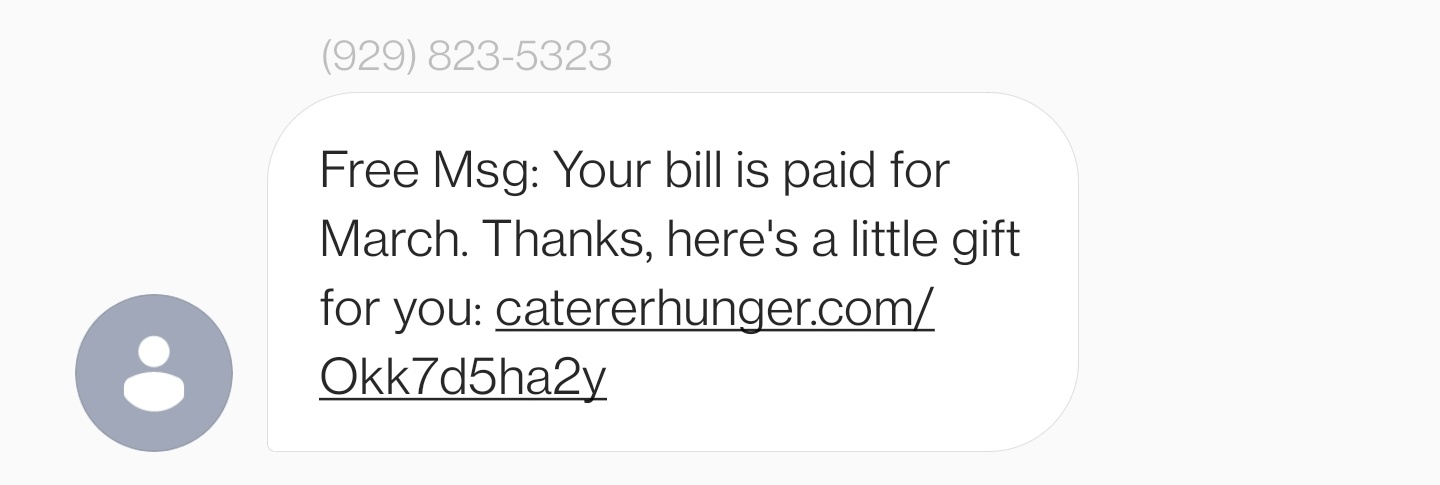 (929) 823-5323
Free Msg: Your bill is paid for
March. Thanks, here's a little gift
for you: catererhunger.com/
Okk7d5ha2y